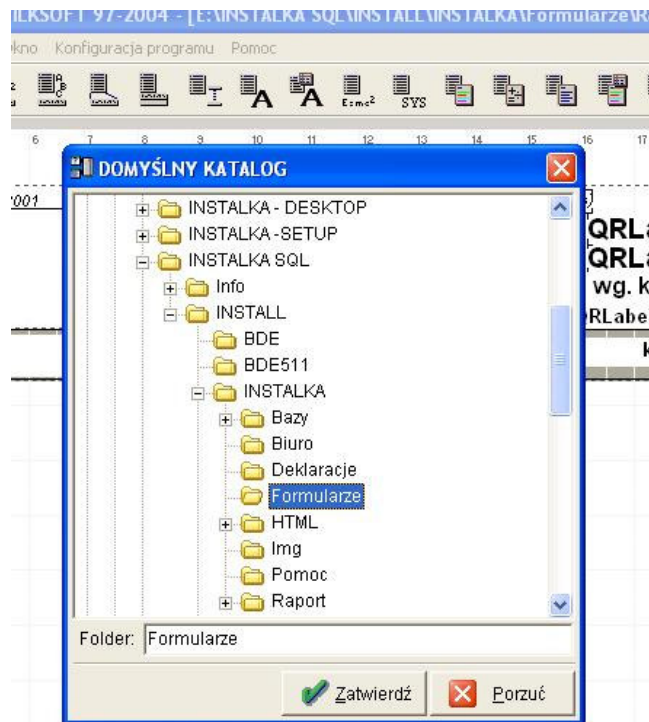 ILKSOFT 97-2004 - [E:\INSTALKA SQL\INSTALL\INSTALKA\Formularze\R
kno Konfiguracja programu Pomoc
E=mc² SYS
6 7 8 9 10 11 12 13 14 15 16 17
DOMYŚLNY KATALOG
001
INSTALKA - DESKTOP
INSTALKA -SETUP
INSTALKA SQL
Info
INSTALL
BDE
BDE511
INSTALKA
Bazy
Biuro
Deklaracje
Formularze
HTML
Img
Pomoc
Raport
QRLa
QRLa
wg. k
RLabe
k
Folder: Formularze
Zatwierdź Porzuć